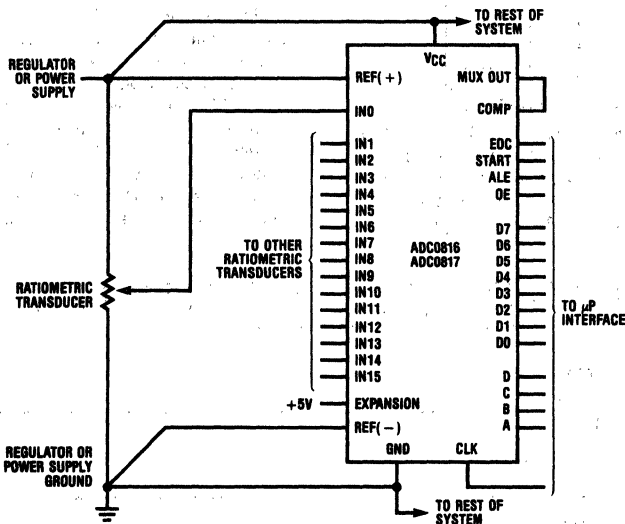 TO REST OF
SYSTEM
REGULATOR
OR POWER
SUPPLY
VCC
REF(+)
MUX OUT
IN0
COMP
IN1
IN2
IN3
IN4
IN5
IN6
IN7
IN8
IN9
IN10
IN11
IN12
IN13
IN14
IN15
TO OTHER
RATIOMETRIC
TRANSDUCERS
RATIOMETRIC
TRANSDUCER
ADC0816
ADC0817
EOC
START
ALE
OE
D7
D6
D5
D4
D3
D2
D1
D0
D
C
B
A
TO µP
INTERFACE
+5V
EXPANSION
REF(−)
GND
CLK
REGULATOR OR
POWER SUPPLY
GROUND
TO REST OF
SYSTEM